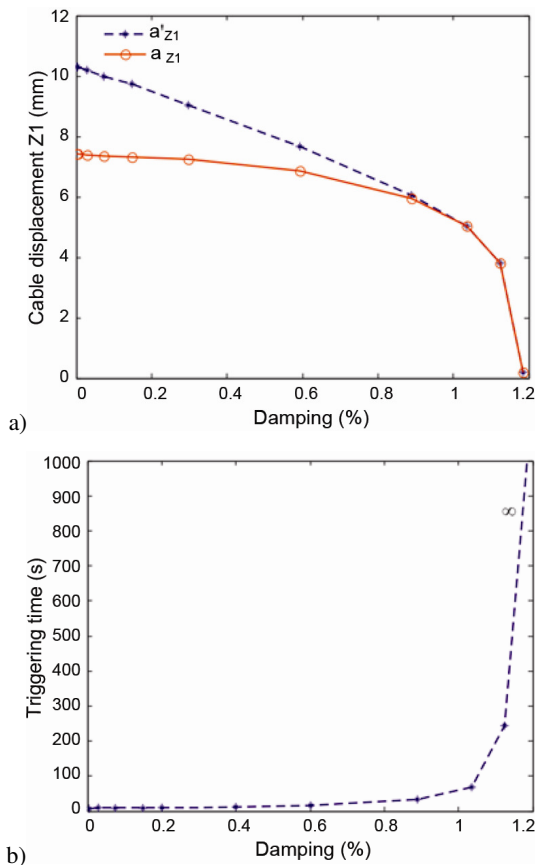 12
10
8
6
4
2
0
Cable displacement Z1 (mm)
a'Z1
a Z1
0 0.2 0.4 0.6 0.8 1 1.2
Damping (%)
a)
1000
900
800
700
600
500
400
300
200
100
0
Triggering time (s)
∞
0 0.2 0.4 0.6 0.8 1 1.2
Damping (%)
b)